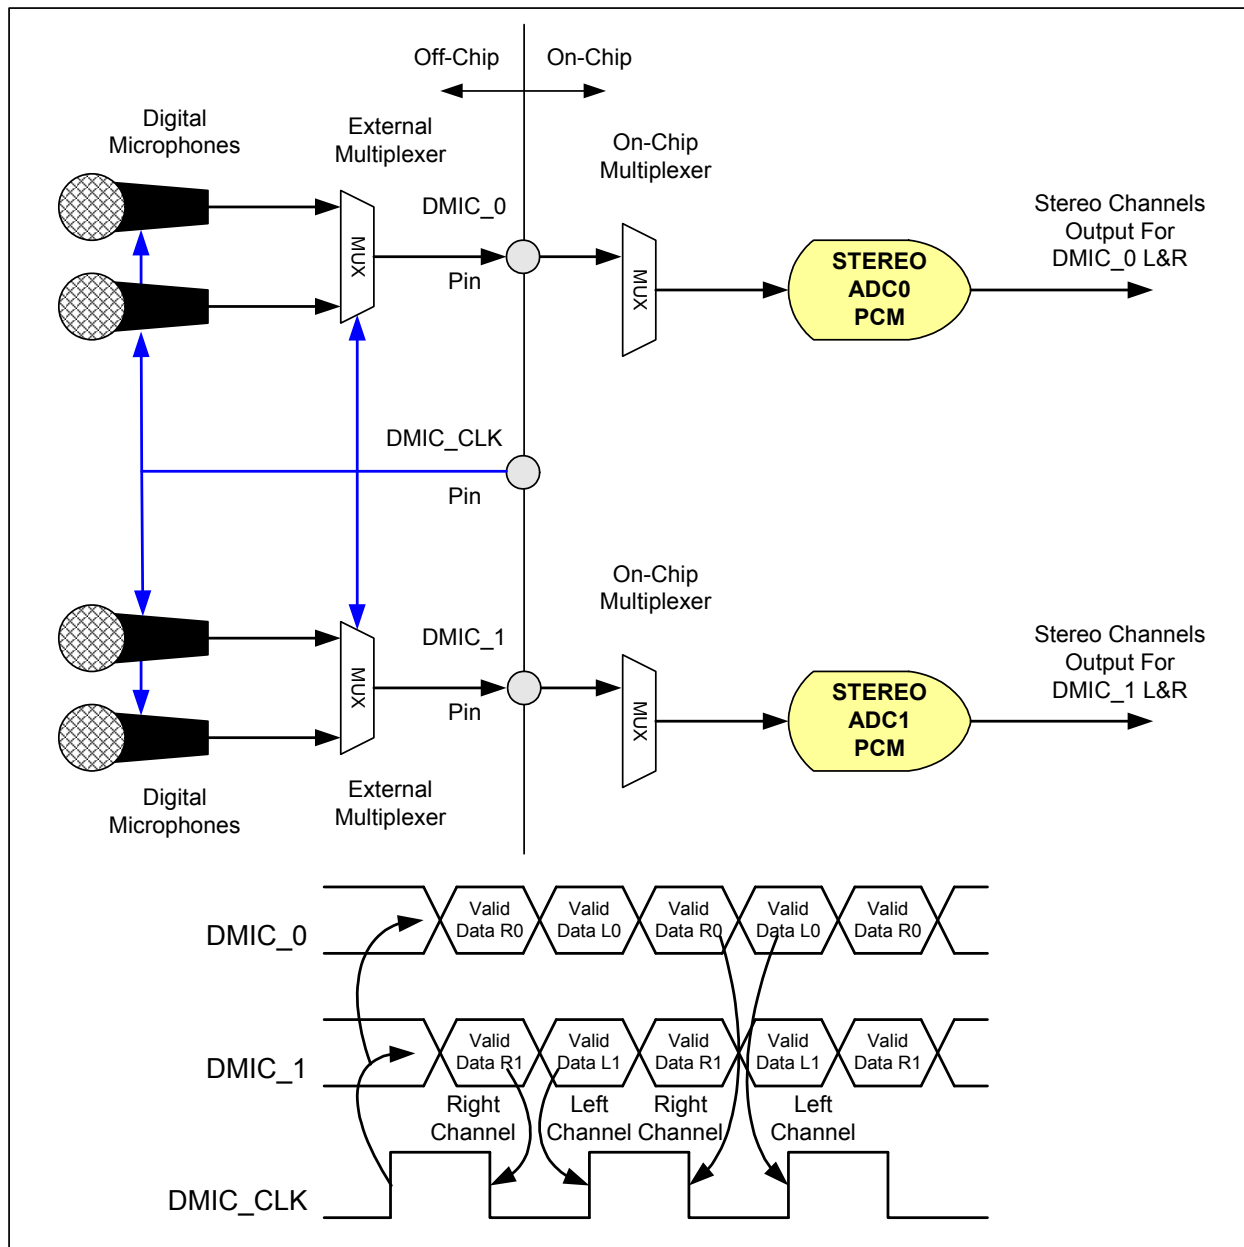 Off-Chip
On-Chip
Digital
Microphones
External
Multiplexer
On-Chip
Multiplexer
DMIC_0
Pin
MUX
MUX
STEREO
ADC0
PCM
Stereo Channels
Output For
DMIC_0 L&R
DMIC_CLK
Pin
On-Chip
Multiplexer
DMIC_1
Pin
MUX
MUX
STEREO
ADC1
PCM
Stereo Channels
Output For
DMIC_1 L&R
Digital
Microphones
External
Multiplexer
DMIC_0
Valid
Data R0
Valid
Data L0
Valid
Data R0
Valid
Data L0
Valid
Data R0
DMIC_1
Valid
Data R1
Valid
Data L1
Valid
Data R1
Valid
Data L1
Valid
Data R1
Right
Channel
Left
Channel
Right
Channel
Left
Channel
DMIC_CLK